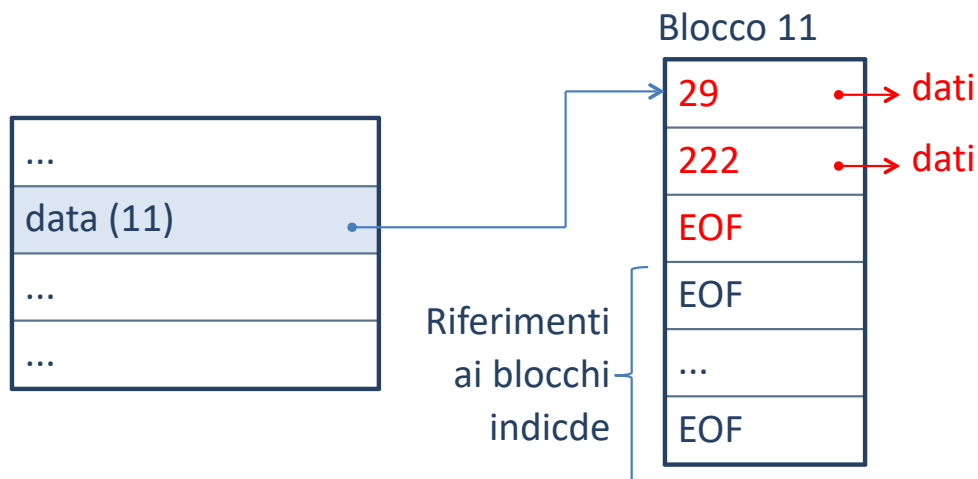 Blocco 11
...
data (11)
...
...
29
dati
222
dati
EOF
EOF
...
EOF
Riferimenti
ai blocchi
indicde